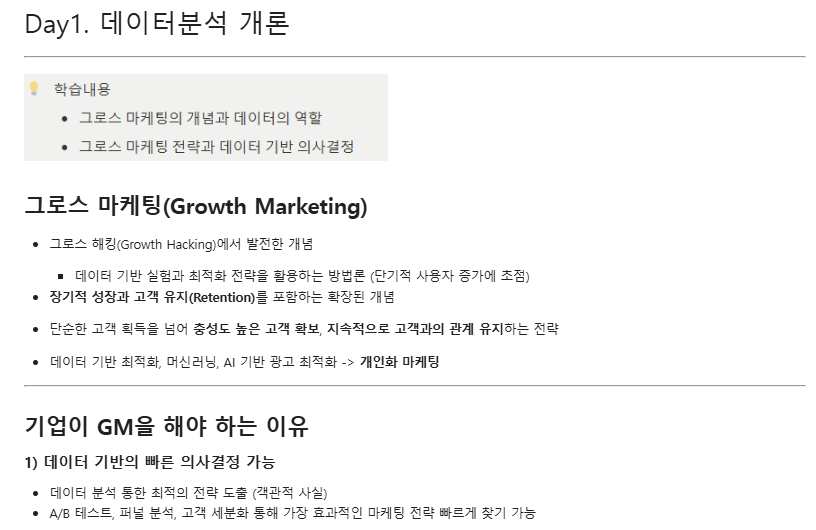 Day1. 데이터분석 개론
학습내용
그로스 마케팅의 개념과 데이터의 역할
그로스 마케팅 전략과 데이터 기반 의사결정
그로스 마케팅(Growth Marketing)
그로스 해킹(Growth Hacking)에서 발전한 개념
데이터 기반 실험과 최적화 전략을 활용하는 방법론 (단기적 사용자 증가에 초점)
장기적 성장과 고객 유지(Retention)를 포함하는 확장된 개념
단순한 고객 획득을 넘어 충성도 높은 고객 확보, 지속적으로 고객과의 관계 유지하는 전략
데이터 기반 최적화, 머신러닝, AI 기반 광고 최적화 -> 개인화 마케팅
기업이 GM을 해야 하는 이유
1) 데이터 기반의 빠른 의사결정 가능
데이터 분석 통한 최적의 전략 도출 (객관적 사실)
A/B 테스트, 퍼널 분석, 고객 세분화 통해 가장 효과적인 마케팅 전략 빠르게 찾기 가능